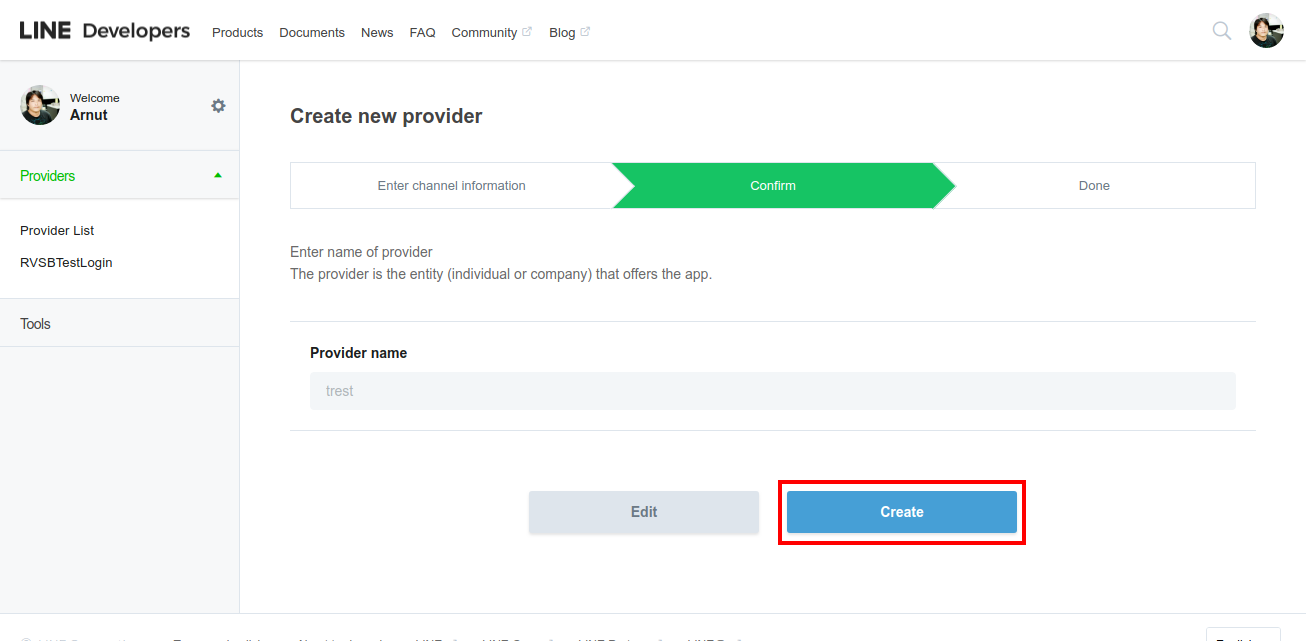 LINE Developers Products Documents News FAQ Community Blog
Welcome
Arnut
Providers
Provider List
RVSBTestLogin
Tools
Create new provider
Enter channel information Confirm Done
Enter name of provider
The provider is the entity (individual or company) that offers the app.
Provider name
trest
Edit Create